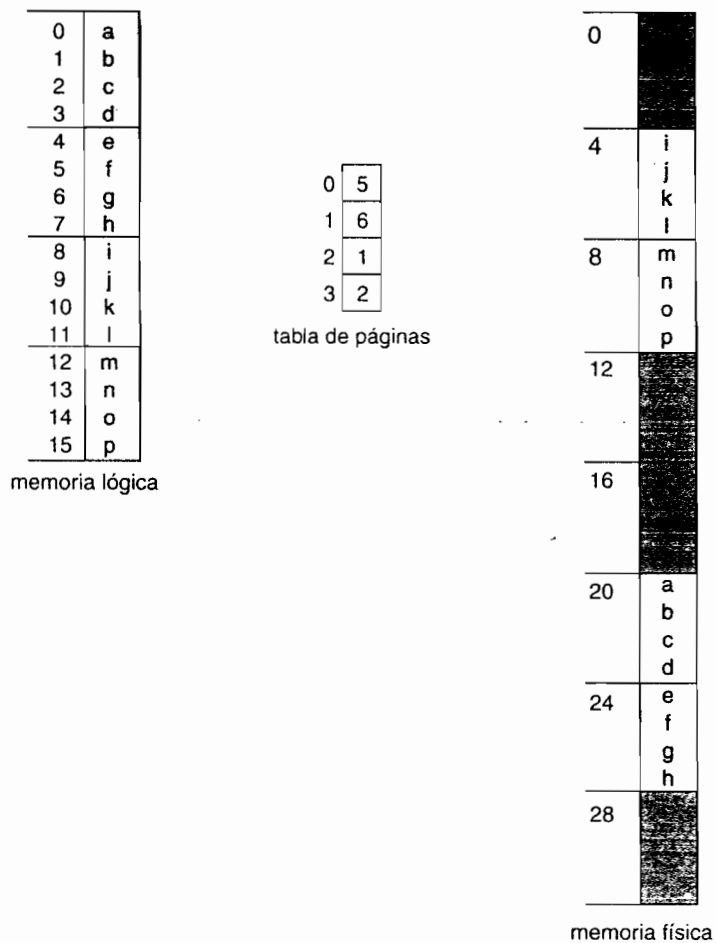 0 a
1 b
2 c
3 d
4 e
5 f
6 g
7 h
8 i
9 j
10 k
11 l
12 m
13 n
14 o
15 p
memoria lógica
0 5
1 6
2 1
3 2
tabla de páginas
0
4 i
j
k
l
8 m
n
o
p
12
16
20 a
b
c
d
24 e
f
g
h
28
memoria física